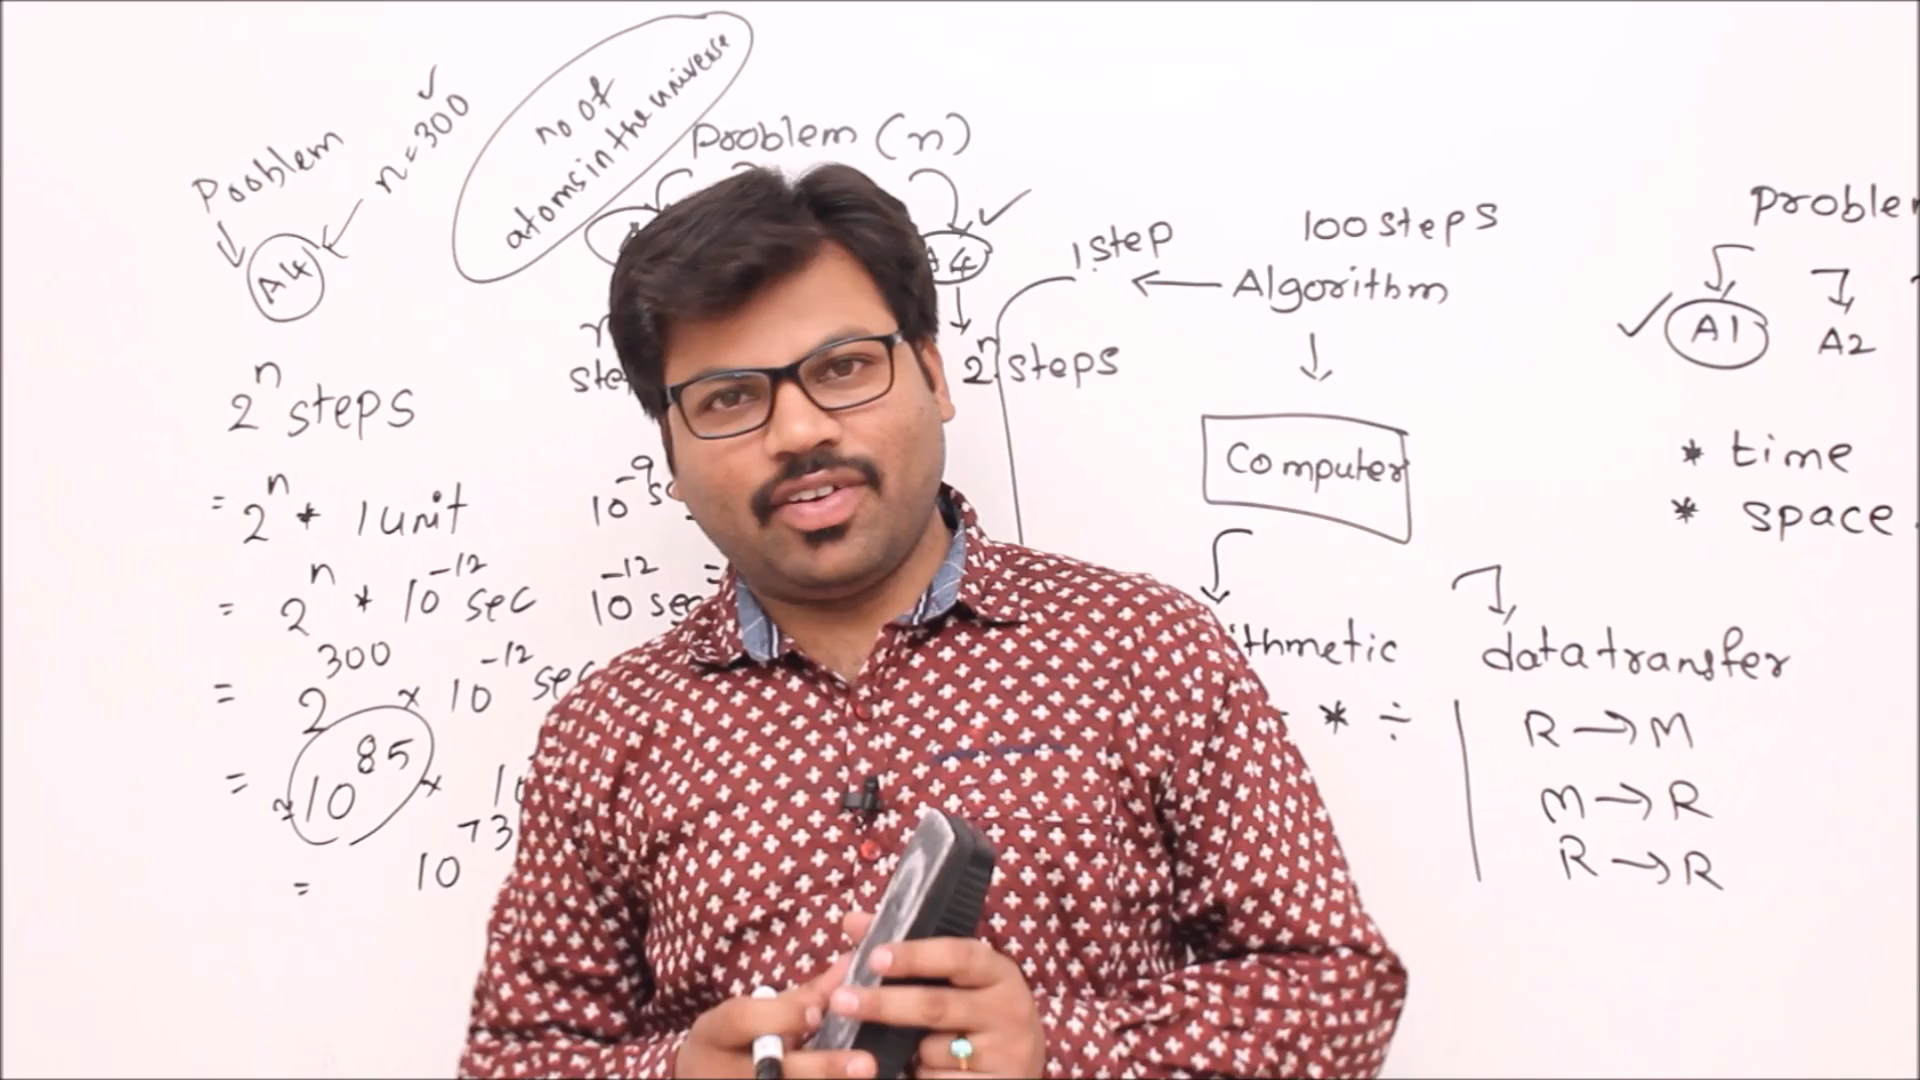 Problem
n=300
A4
2^n steps
= 2^n * 1 unit
= 2^n * 10^-12 sec
= 2^300 × 10^-12 sec
= ≈10^85 ×
= 10^73
no of
atoms in the universe
Problem (n)
2^n steps
10^-9
10^-12 sec
1 step
100 steps
← Algorithm
↓
Computer
* ÷
datatransfer
R → M
M → R
R → R
A1
A2
* time
* space